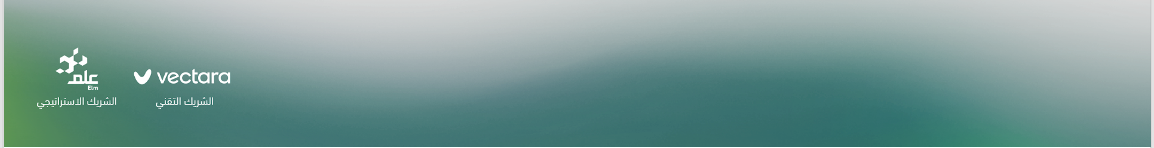 علم
Elm
الشريك الاستراتيجي
vectara
الشريك التقني